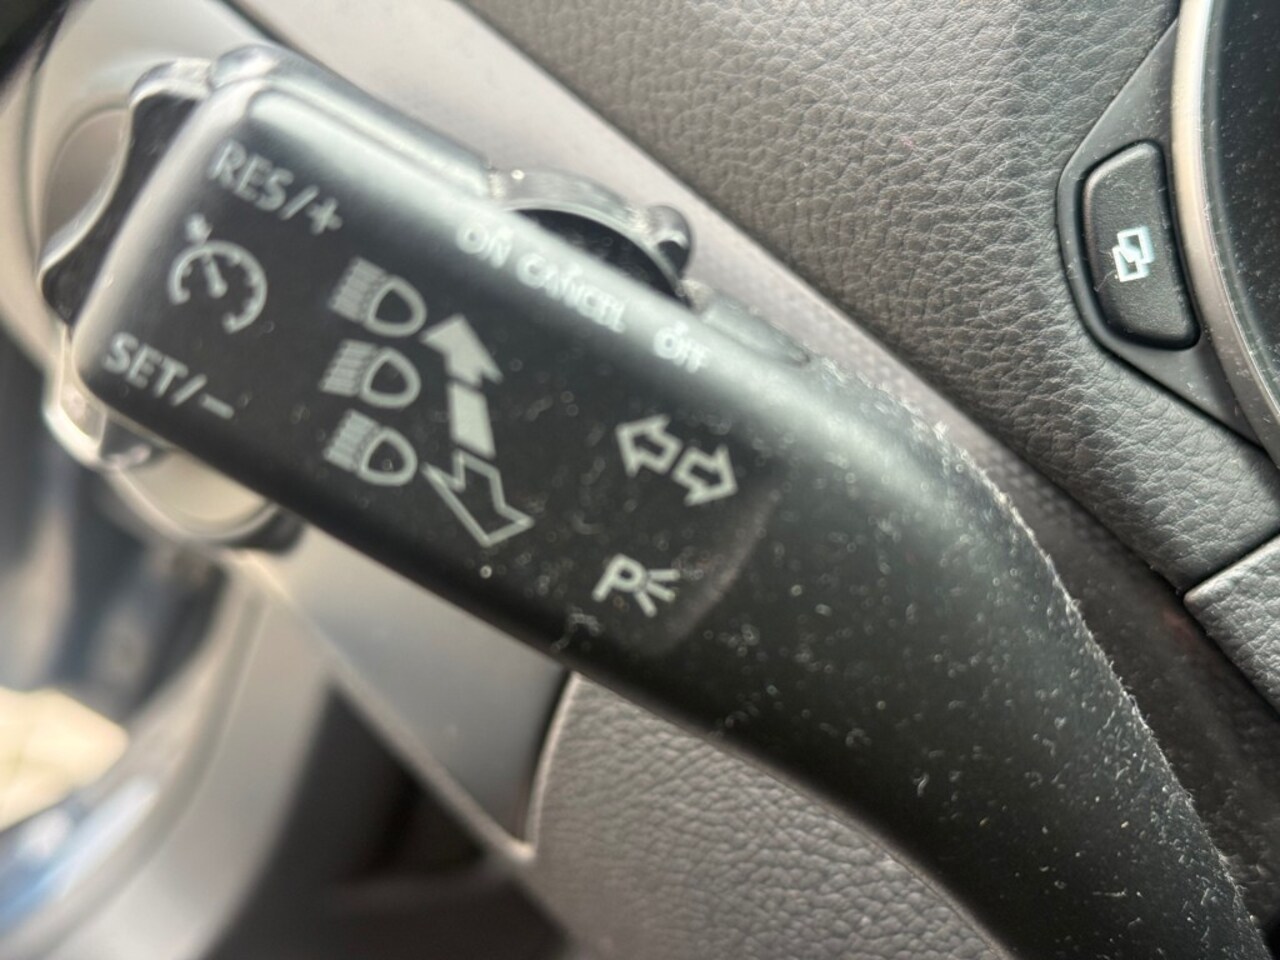 RES/+
ON CANCEL OFF
SET/-
P